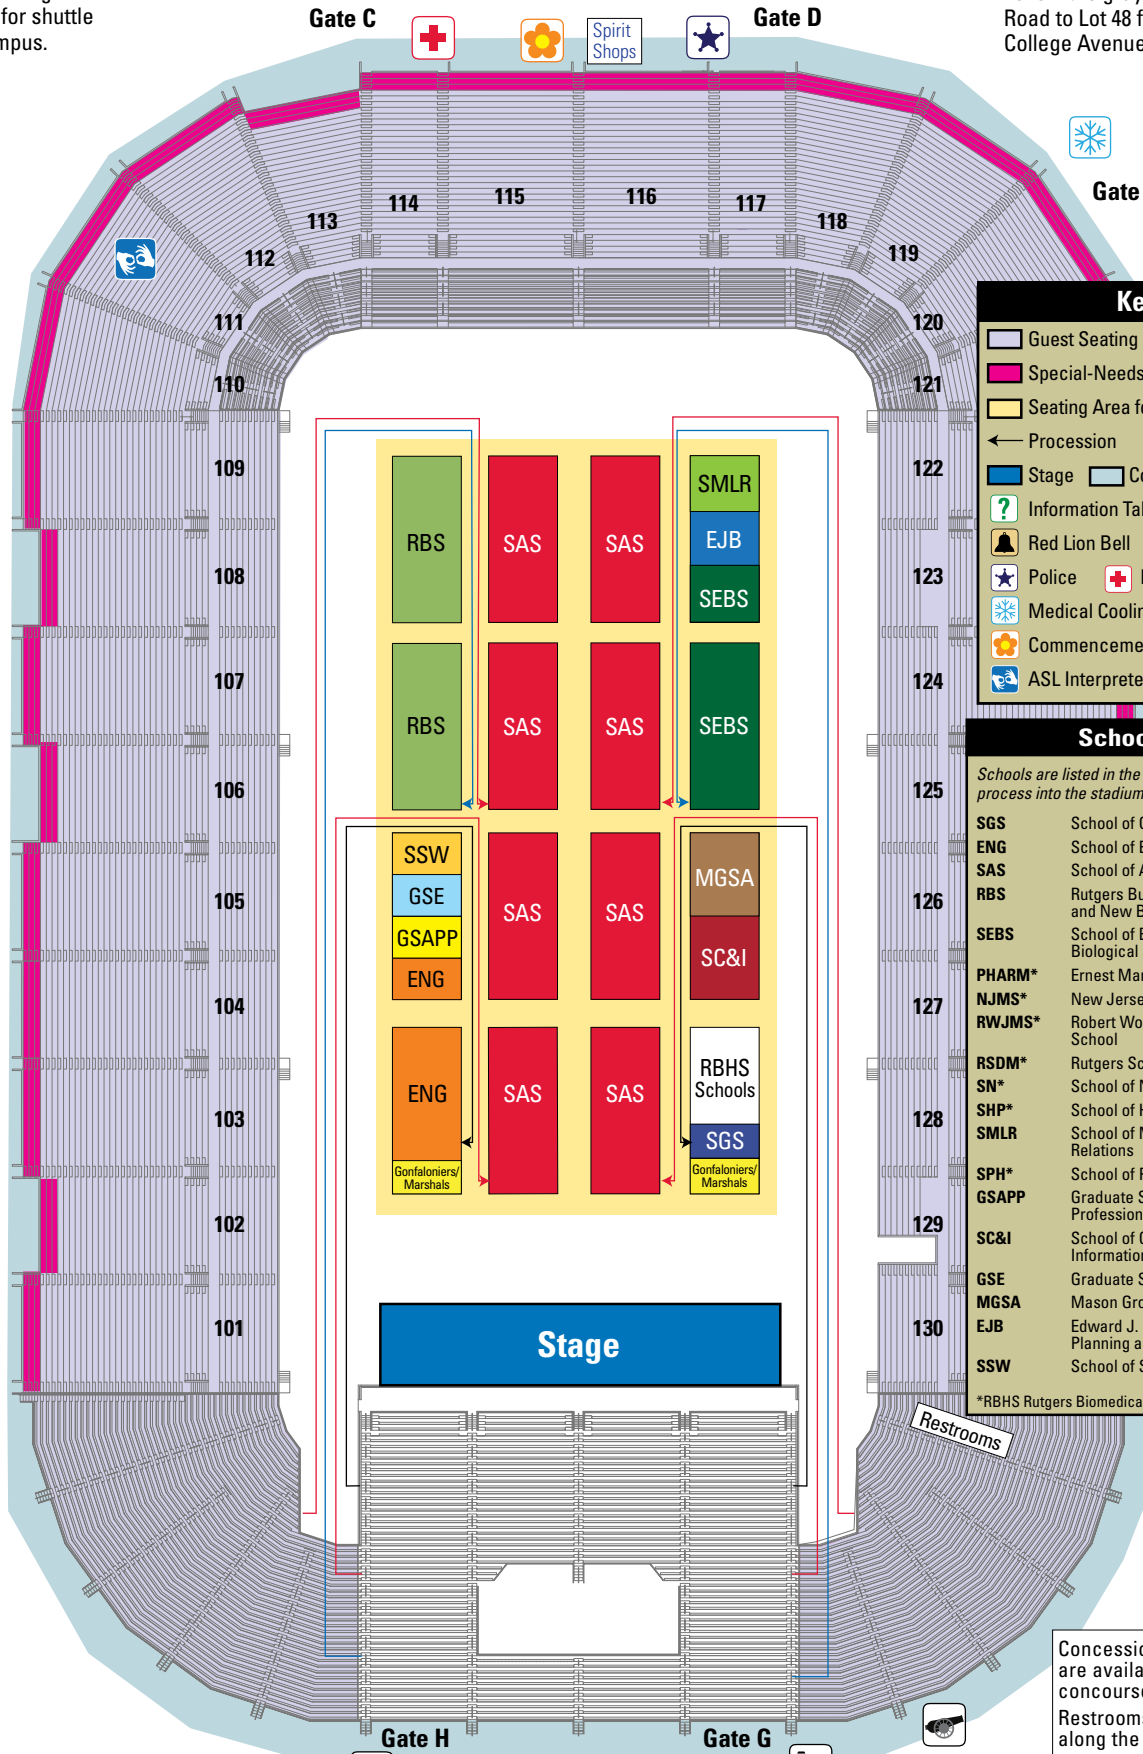 for shuttle
mpus.
Gate C
Spirit
Shops
Gate D
Road to Lot 48 f
College Avenue
Gate
113
114
115
116
117
118
112
119
111
120
110
121
109
122
108
123
107
124
106
125
105
126
104
127
103
128
102
129
101
130
RBS
SAS
SAS
SMLR
EJB
SEBS
RBS
SAS
SAS
SEBS
SSW
GSE
GSAPP
ENG
SAS
SAS
MGSA
SC&I
ENG
Gonfaloniers/
Marshals
SAS
SAS
RBHS
Schools
SGS
Gonfaloniers/
Marshals
Stage
Ke
Guest Seating
Special-Needs
Seating Area fo
Procession
Stage Co
? Information Tal
Red Lion Bell
Police
Medical Coolin
Commenceme
ASL Interprete
Schoo
Schools are listed in the
process into the stadium
SGS School of G
ENG School of E
SAS School of A
RBS Rutgers Bu
and New B
SEBS School of E
Biological
PHARM* Ernest Mar
NJMS* New Jerse
RWJMS* Robert Wo
School
RSDM* Rutgers Sc
SN* School of N
SHP* School of H
SMLR School of M
Relations
SPH* School of P
GSAPP Graduate S
Profession
SC&I School of C
Information
GSE Graduate S
MGSA Mason Gro
EJB Edward J.
Planning a
SSW School of S
*RBHS Rutgers Biomedica
Restrooms
Concessio
are availa
concourse
Restrooms
along the
Gate H
Gate G